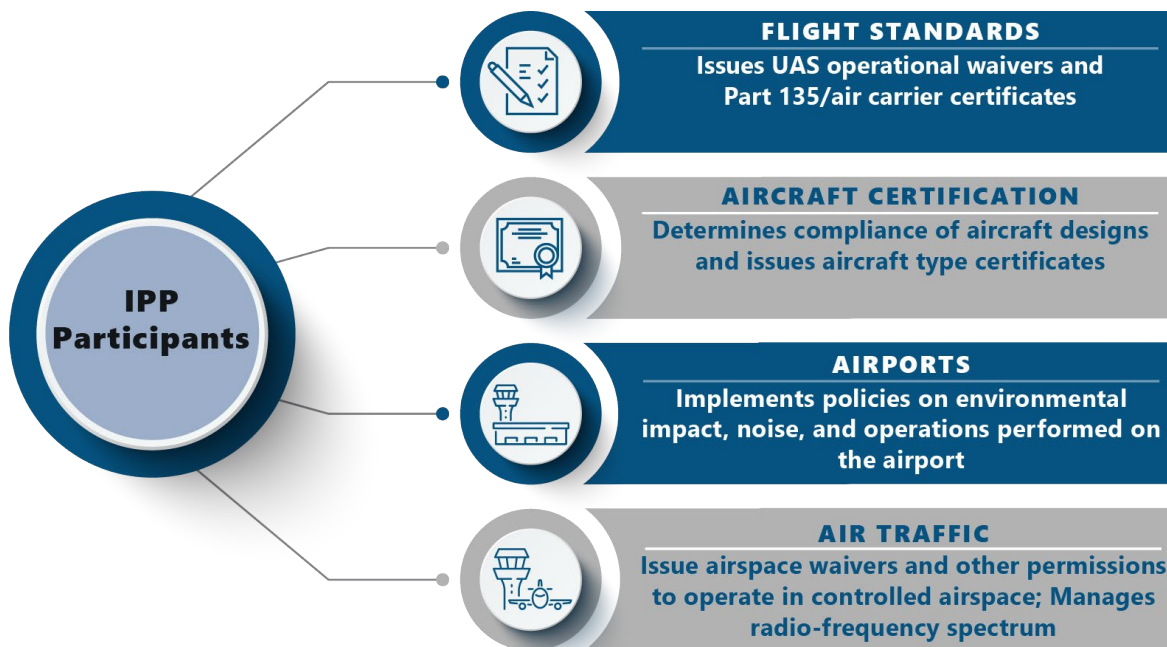 IPP
Participants
FLIGHT STANDARDS
Issues UAS operational waivers and
Part 135/air carrier certificates
AIRCRAFT CERTIFICATION
Determines compliance of aircraft designs
and issues aircraft type certificates
AIRPORTS
Implements policies on environmental
impact, noise, and operations performed on
the airport
AIR TRAFFIC
Issue airspace waivers and other permissions
to operate in controlled airspace; Manages
radio-frequency spectrum